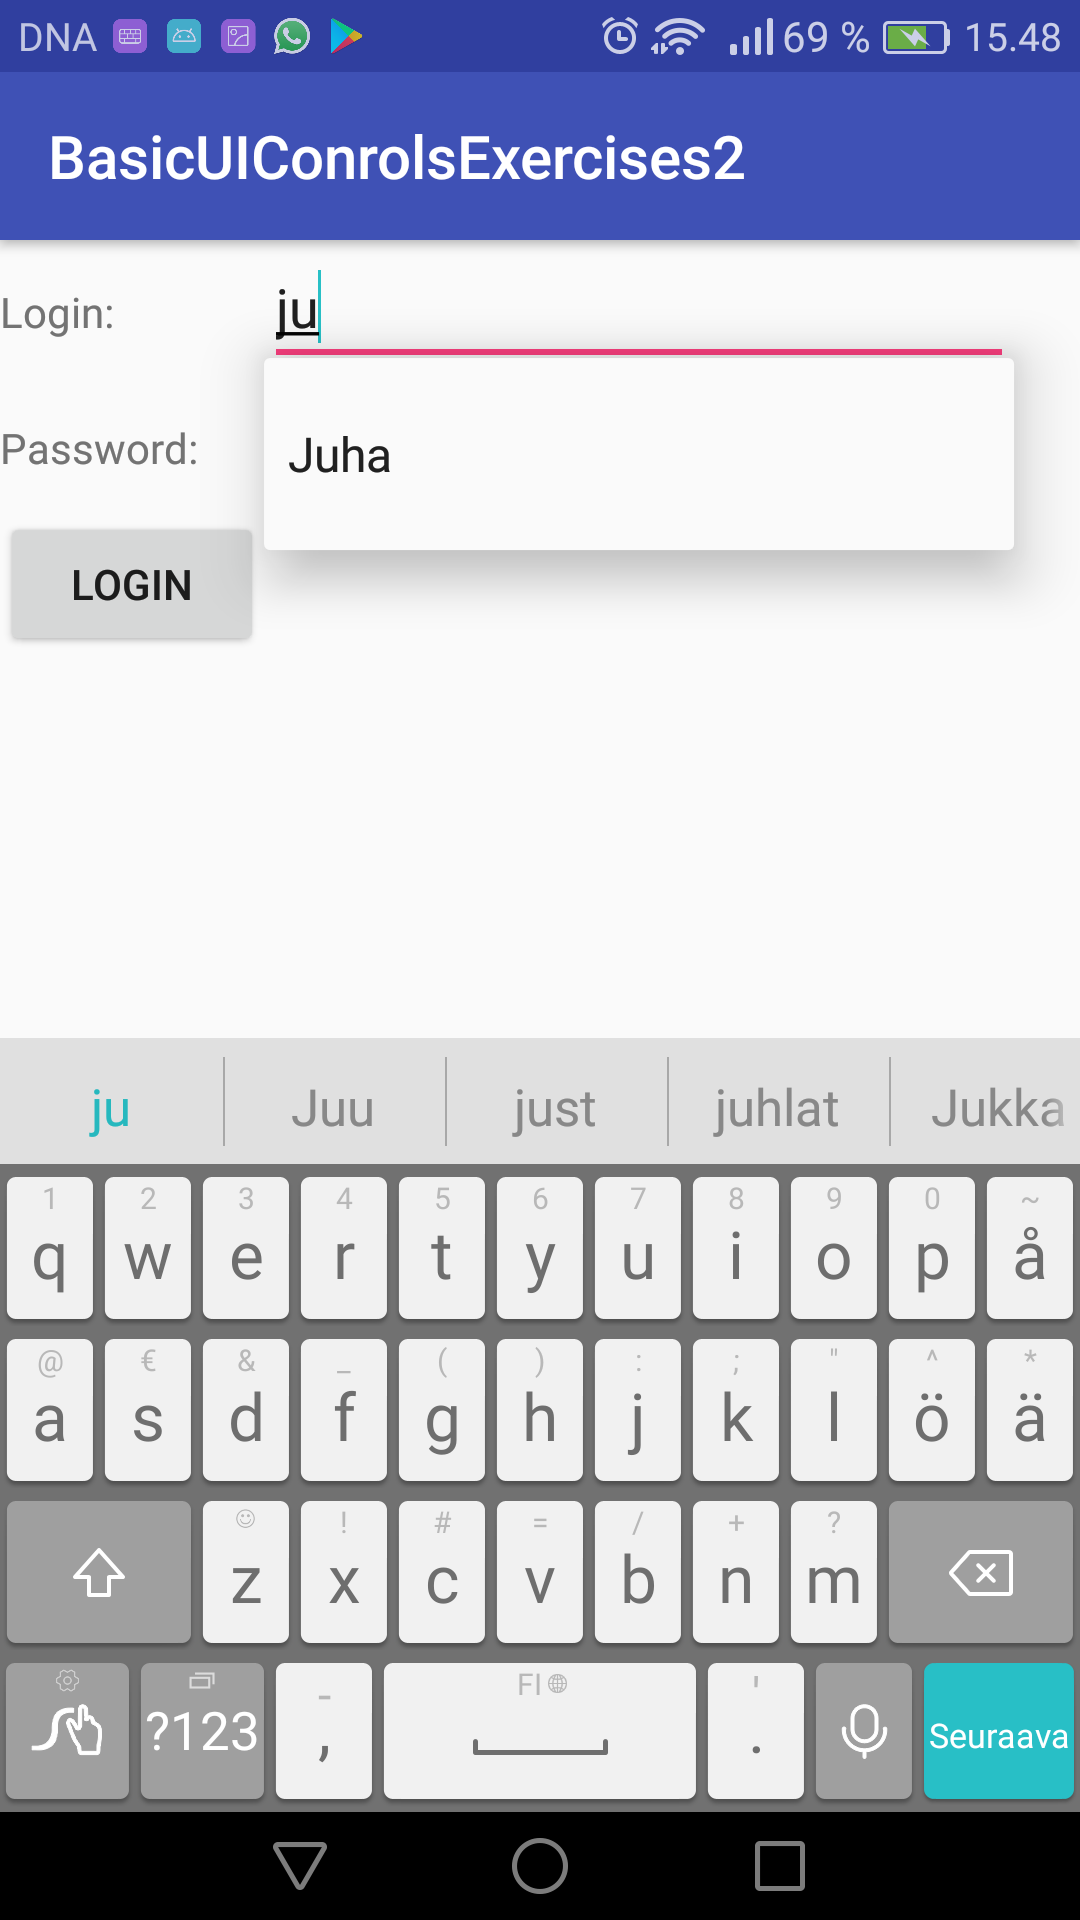 DNA 69 % 15.48
BasicUIConrolsExercises2
Login: ju
Juha
Password:
LOGIN
ju Juu just juhlat Jukka
1 2 3 4 5 6 7 8 9 0 ~
q w e r t y u i o p å
@ € & _ ( ) : ; " ^ *
a s d f g h j k l ö ä
! # = / + ?
z x c v b n m
- FI '
?123 , . Seuraava